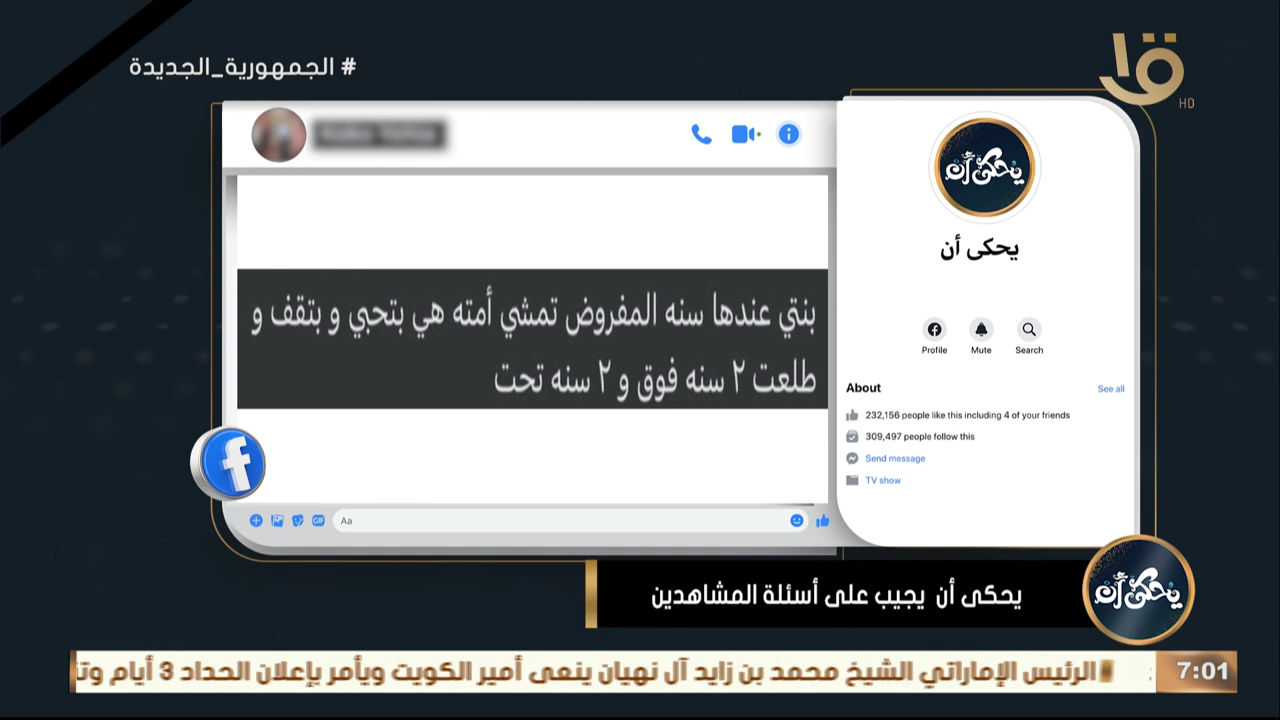 # الجمهورية_الجديدة
HD
يحكى أن
يحكى أن
بنتي عندها سنه المفروض تمشي أمته هي بتحبي و بتقف و
طلعت ٢ سنه فوق و ٢ سنه تحت
Profile
Mute
Search
About
See all
232,156 people like this including 4 of your friends
309,497 people follow this
Send message
TV show
GIF
Aa
يحكى أن يجيب على أسئلة المشاهدين
يحكى أن
الرئيس الإماراتي الشيخ محمد بن زايد آل نهيان ينعى أمير الكويت ويأمر بإعلان الحداد 3 أيام
7:01